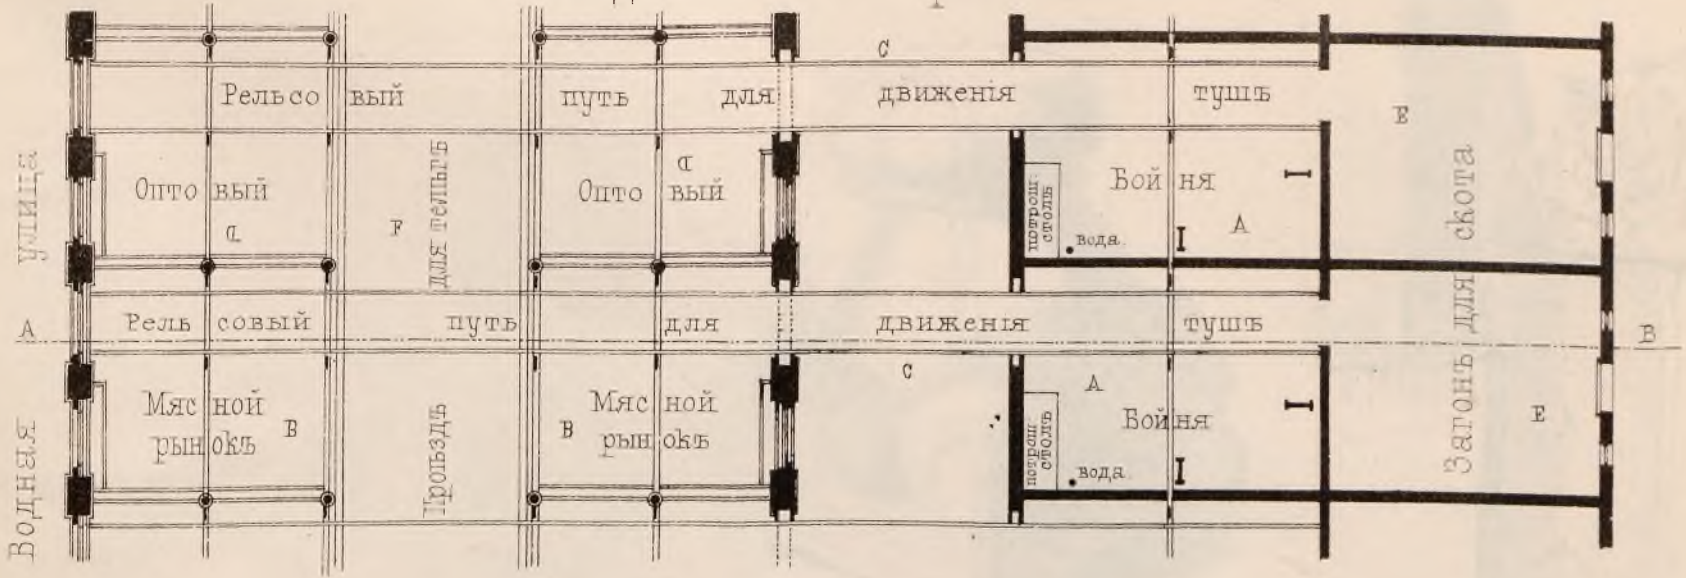 C
Рельсовый путь для движенія тушъ
E
Оптовый
Оптовый
Бойня
I
потрош.
столъ
вода
I
A
F
Водная улица
Проѣздъ для телѣгъ
Загонъ для скота
A
Рельсовый путь для движенія тушъ
B
C
A
Мясной
рынокъ
B
Мясной
рынокъ
B
Бойня
I
E
потрош.
столъ
вода
I